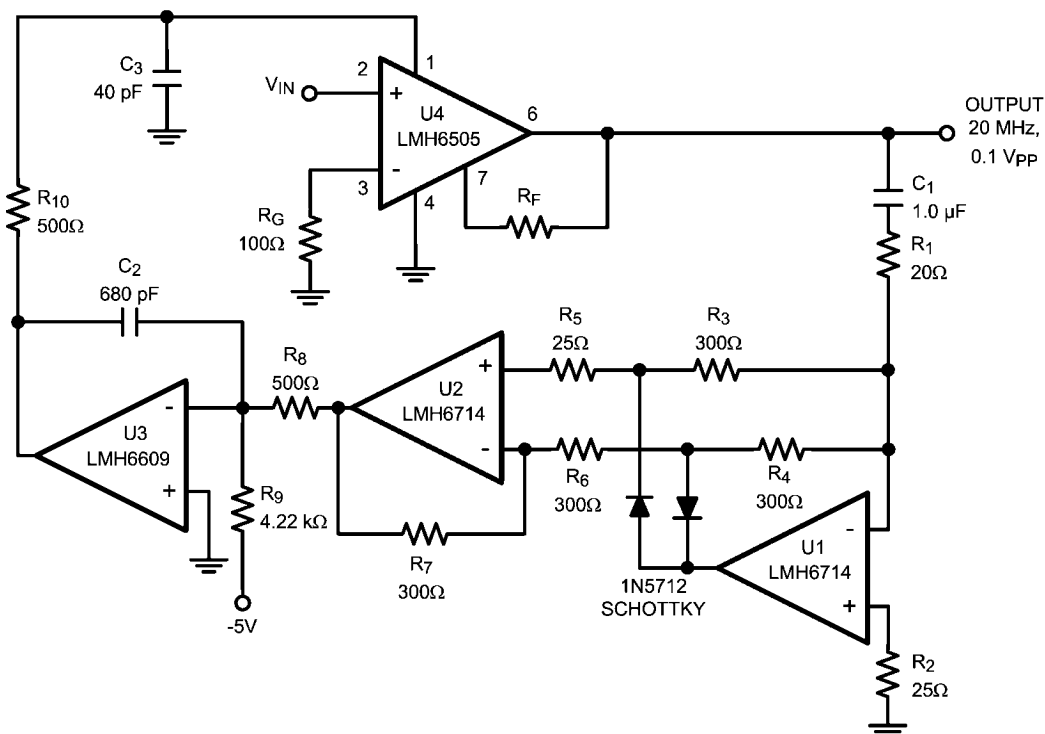 C3
40 pF
VIN
2
+
1
U4
LMH6505
6
-
3
4
7
RG
100Ω
RF
OUTPUT
20 MHz,
0.1 VPP
C1
1.0 µF
R1
20Ω
R10
500Ω
C2
680 pF
R8
500Ω
R5
25Ω
R3
300Ω
+
U2
LMH6714
-
R6
300Ω
R4
300Ω
-
U3
LMH6609
+
R9
4.22 kΩ
-5V
R7
300Ω
1N5712
SCHOTTKY
-
U1
LMH6714
+
R2
25Ω